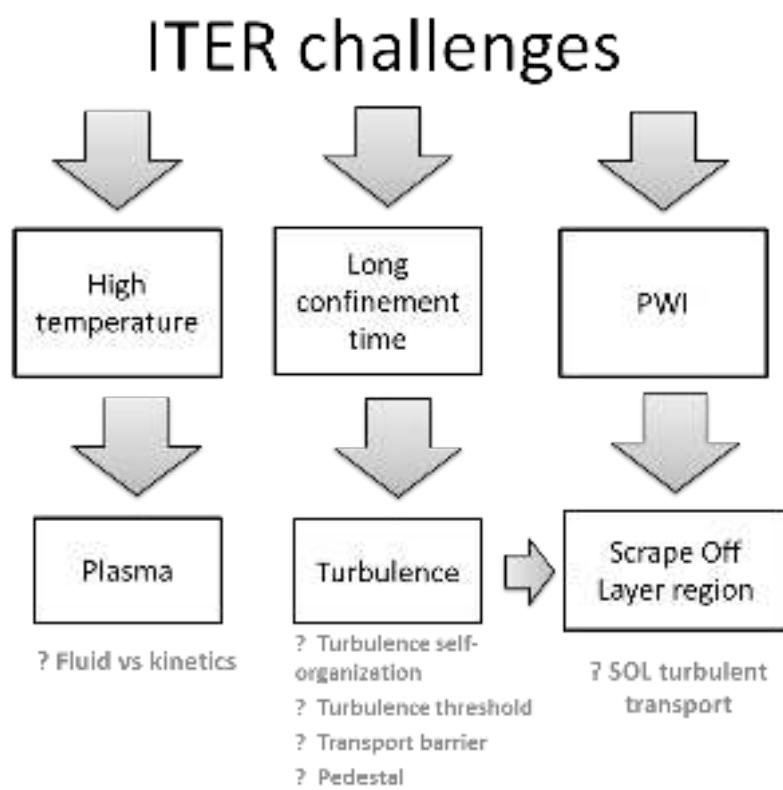 ITER challenges
High
temperature
Long
confinement
time
PWI
Plasma
Turbulence
Scrape Off
Layer region
? Fluid vs kinetics
? Turbulence self-
organization
? Turbulence threshold
? Transport barrier
? Pedestal
? SOL turbulent
transport